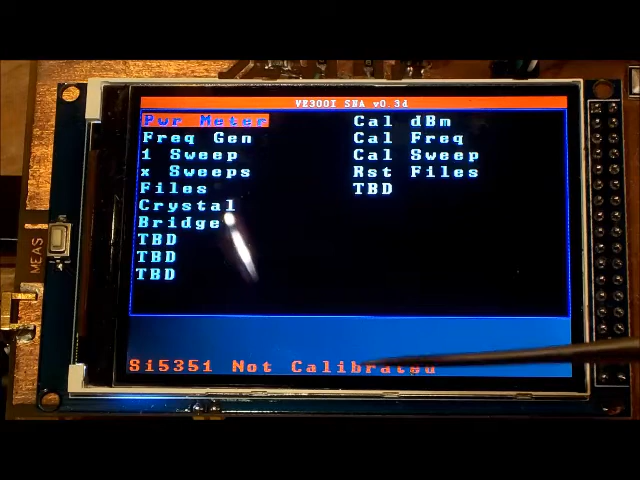 VE3OOI SNA v0.3d
Pwr Meter
Freq Gen
1 Sweep
x Sweeps
Files
Crystal
Bridge
TBD
TBD
TBD
Cal dBm
Cal Freq
Cal Sweep
Rst Files
TBD
Si5351 Not Calibrated
MEAS